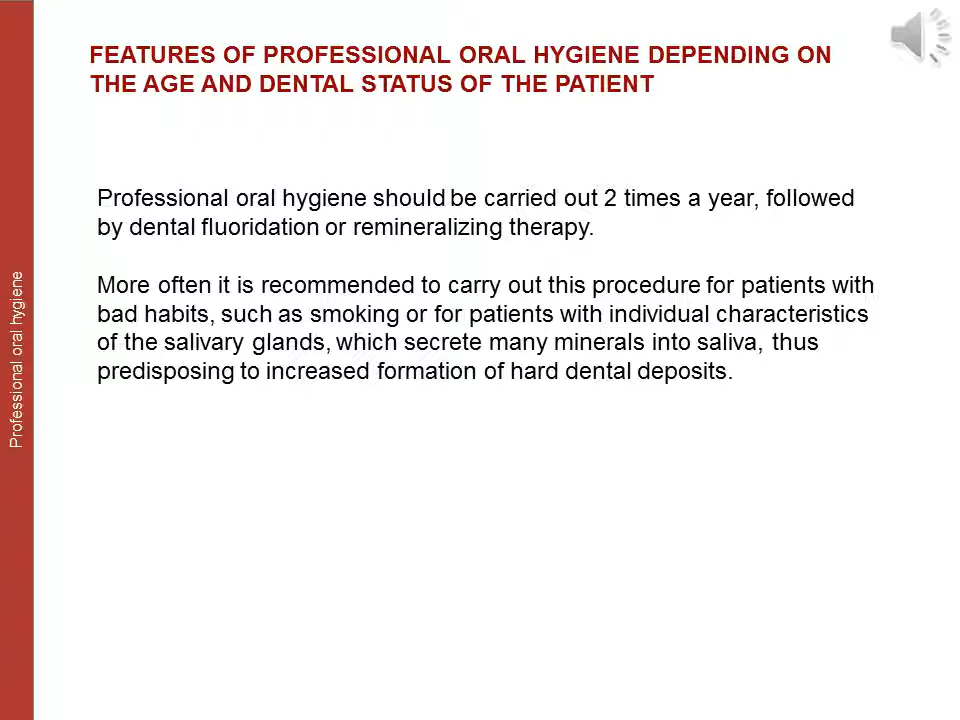 FEATURES OF PROFESSIONAL ORAL HYGIENE DEPENDING ON
THE AGE AND DENTAL STATUS OF THE PATIENT
Professional oral hygiene should be carried out 2 times a year, followed
by dental fluoridation or remineralizing therapy.
More often it is recommended to carry out this procedure for patients with
bad habits, such as smoking or for patients with individual characteristics
of the salivary glands, which secrete many minerals into saliva, thus
predisposing to increased formation of hard dental deposits.
Professional oral hygiene